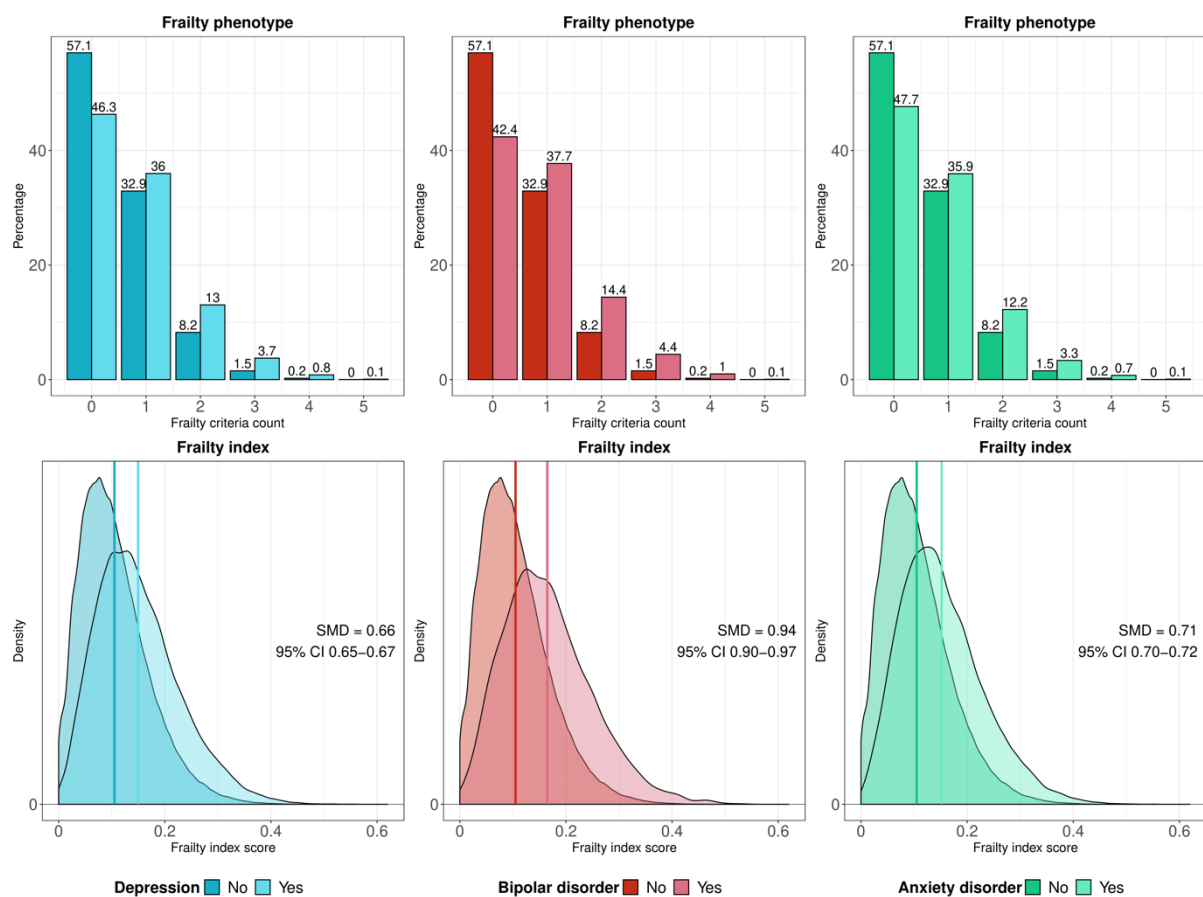 Frailty phenotype
57.1
46.3
32.9
36
8.2
13
1.5
3.7
0.2
0.8
0
0.1
40
20
0
Percentage
0 1 2 3 4 5
Frailty criteria count
Frailty phenotype
57.1
42.4
32.9
37.7
8.2
14.4
1.5
4.4
0.2
1
0
0.1
40
20
0
Percentage
0 1 2 3 4 5
Frailty criteria count
Frailty phenotype
57.1
47.7
32.9
35.9
8.2
12.2
1.5
3.3
0.2
0.7
0
0.1
40
20
0
Percentage
0 1 2 3 4 5
Frailty criteria count
Frailty index
SMD = 0.66
95% CI 0.65–0.67
Density
0
0 0.2 0.4 0.6
Frailty index score
Frailty index
SMD = 0.94
95% CI 0.90–0.97
Density
0
0 0.2 0.4 0.6
Frailty index score
Frailty index
SMD = 0.71
95% CI 0.70–0.72
Density
0
0 0.2 0.4 0.6
Frailty index score
Depression No Yes
Bipolar disorder No Yes
Anxiety disorder No Yes